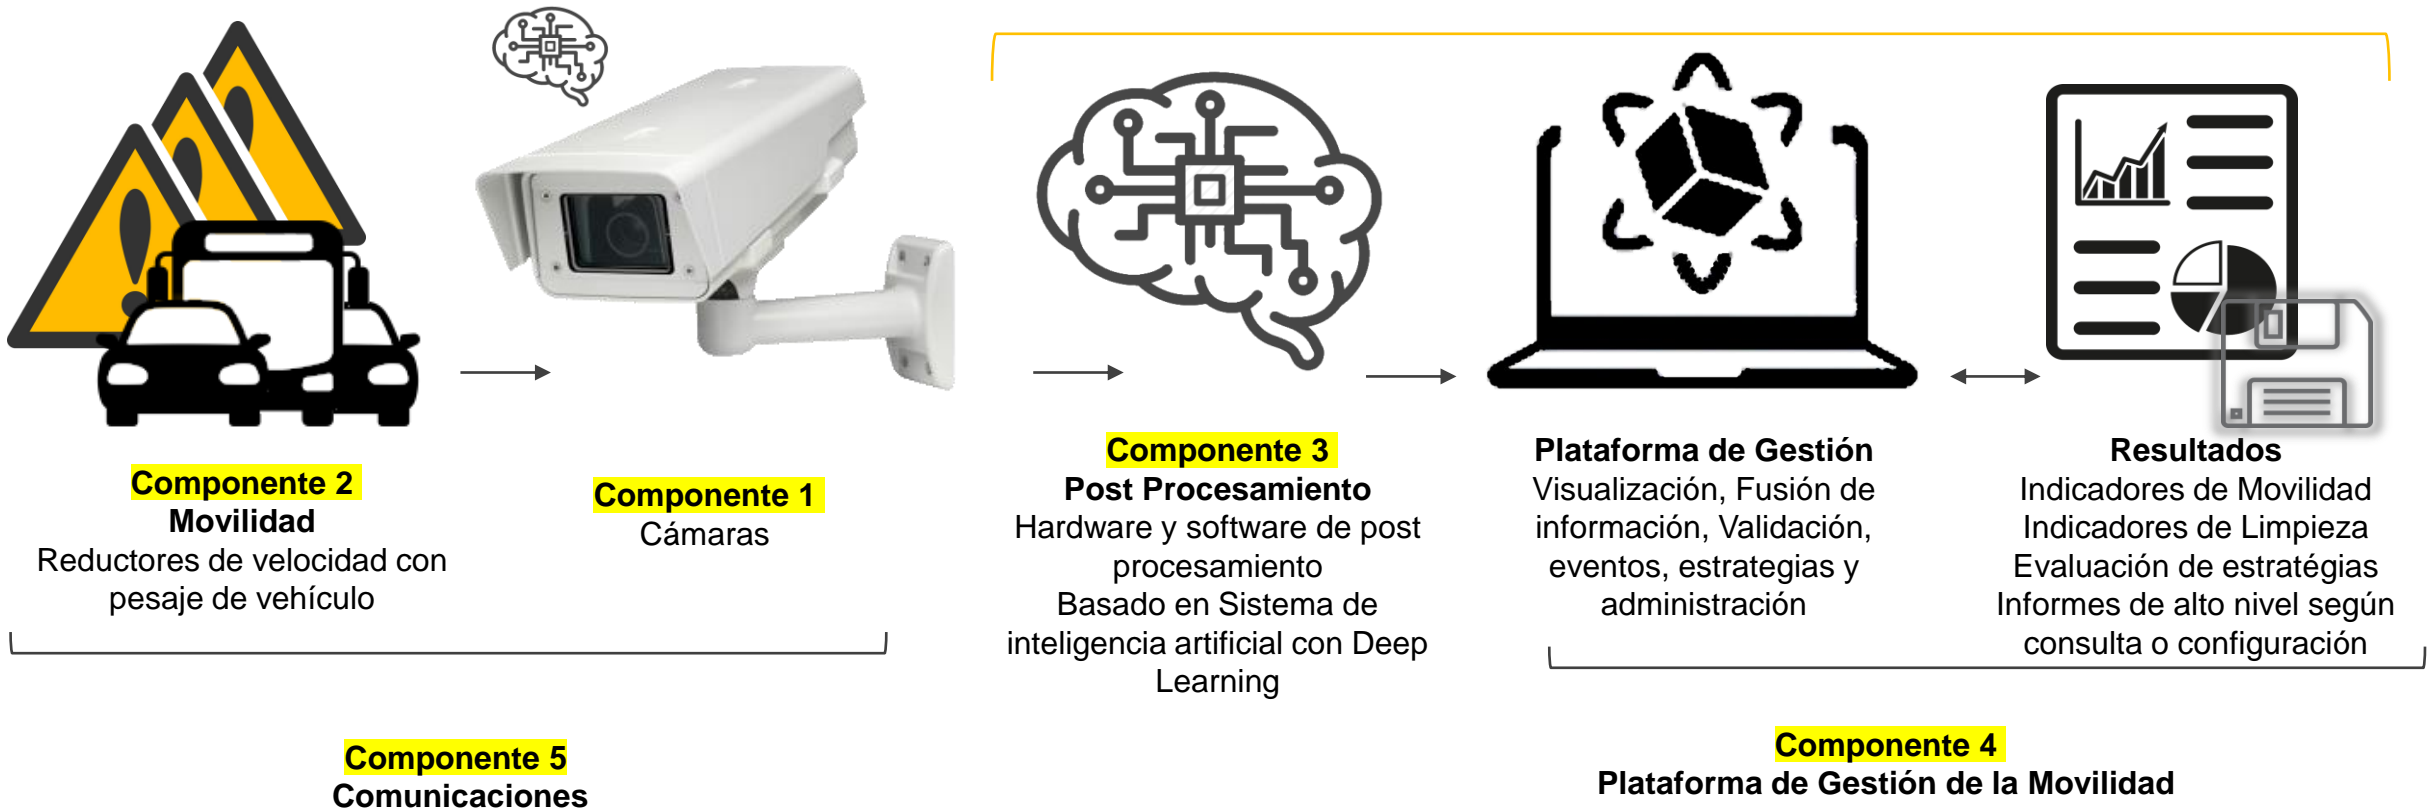 Componente 2
Movilidad
Reductores de velocidad con
pesaje de vehículo
Componente 1
Cámaras
Componente 3
Post Procesamiento
Hardware y software de post
procesamiento
Basado en Sistema de
inteligencia artificial con Deep
Learning
Plataforma de Gestión
Visualización, Fusión de
información, Validación,
eventos, estrategias y
administración
Resultados
Indicadores de Movilidad
Indicadores de Limpieza
Evaluación de estratégias
Informes de alto nivel según
consulta o configuración
Componente 5
Comunicaciones
Componente 4
Plataforma de Gestión de la Movilidad